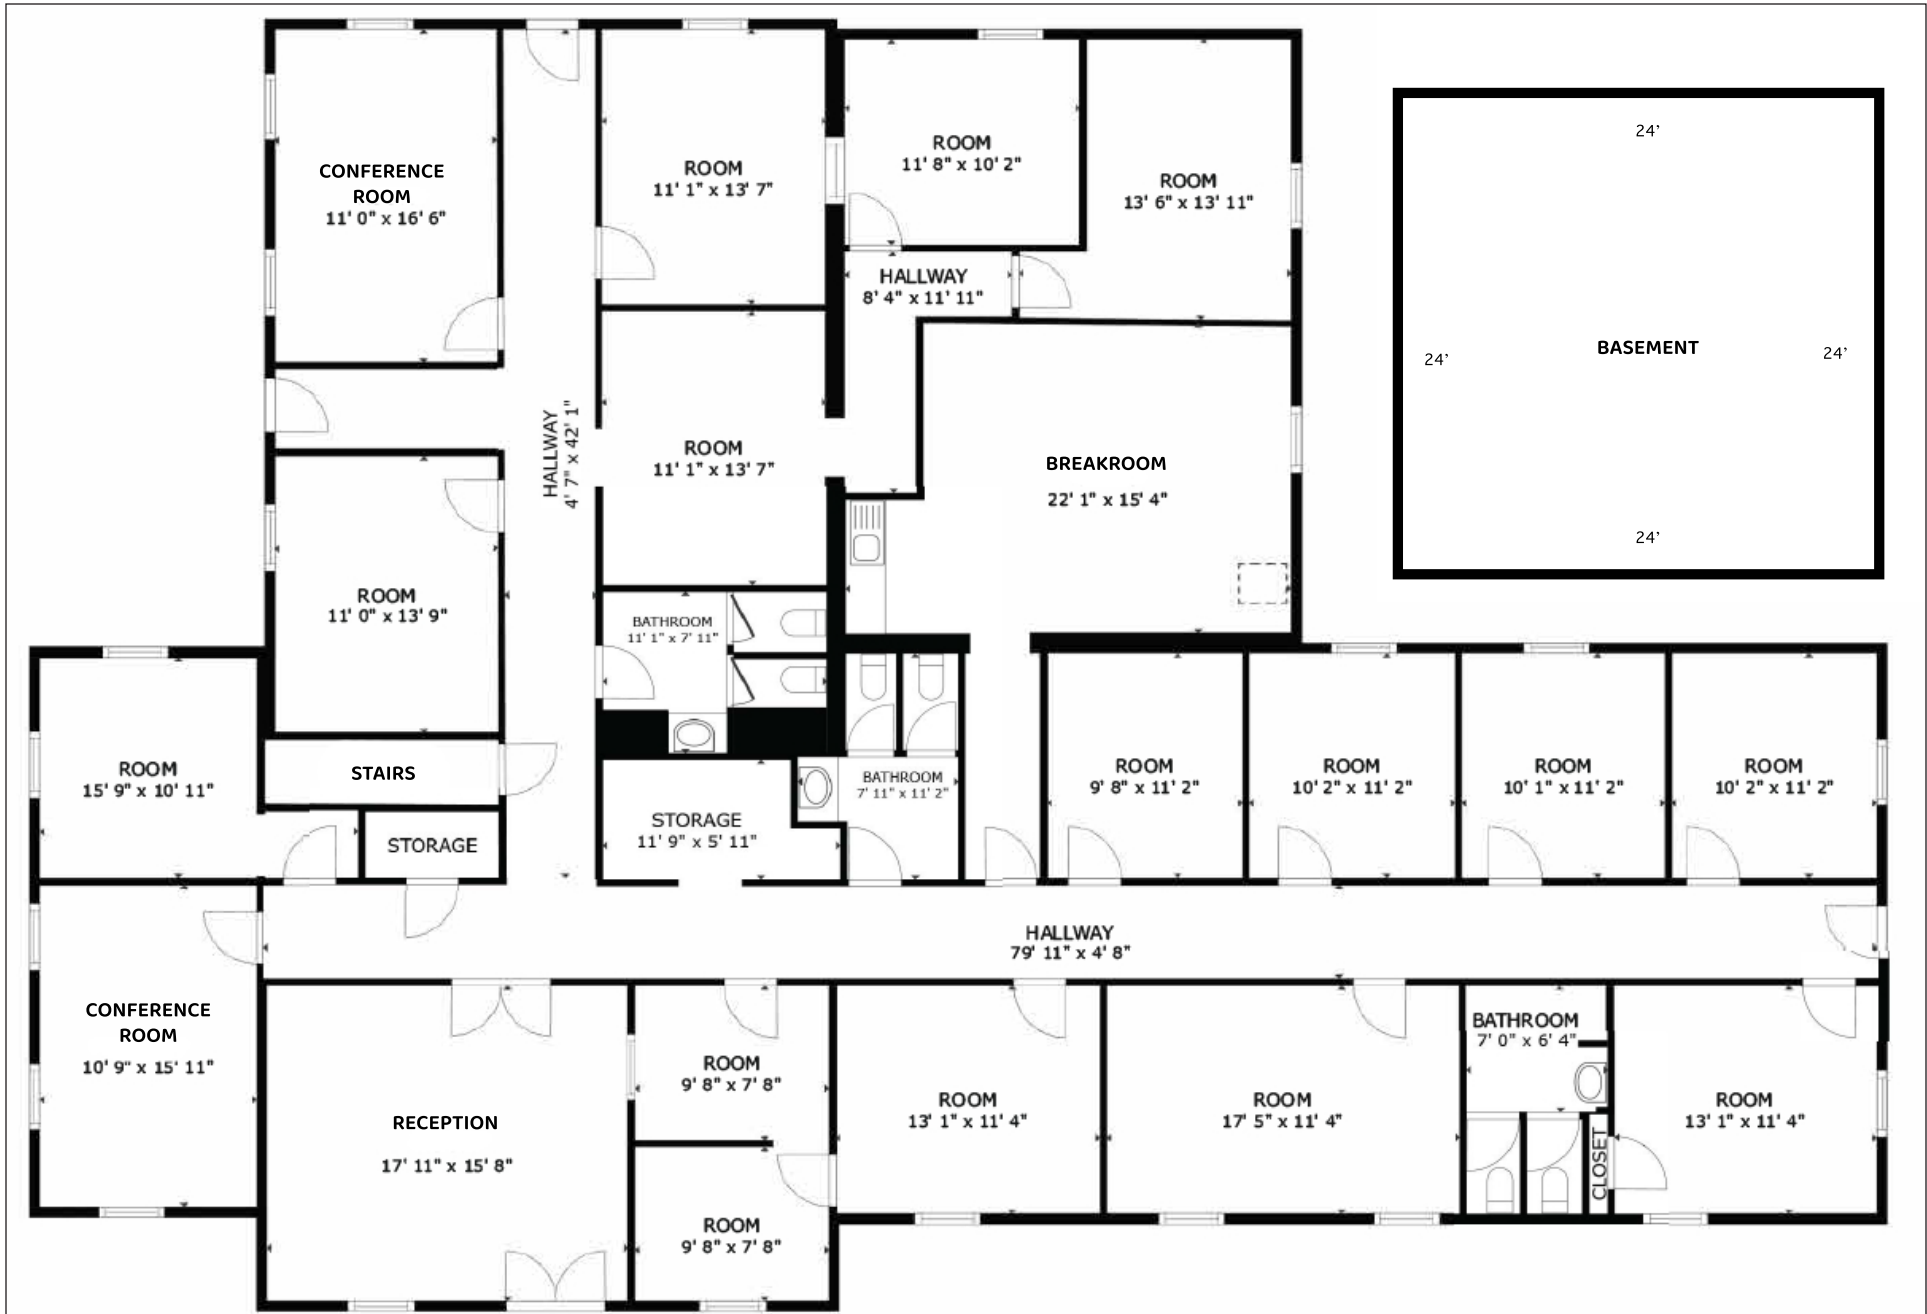 CONFERENCE
ROOM
11' 0" x 16' 6"
ROOM
11' 1" x 13' 7"
ROOM
11' 8" x 10' 2"
ROOM
13' 6" x 13' 11"
HALLWAY
8' 4" x 11' 11"
24’
24’
BASEMENT
24’
24’
HALLWAY
4' 7" x 42' 1"
ROOM
11' 1" x 13' 7"
BREAKROOM
22' 1" x 15' 4"
ROOM
11' 0" x 13' 9"
BATHROOM
11' 1" x 7' 11"
ROOM
15' 9" x 10' 11"
STAIRS
STORAGE
STORAGE
11' 9" x 5' 11"
BATHROOM
7' 11" x 11' 2"
ROOM
9' 8" x 11' 2"
ROOM
10' 2" x 11' 2"
ROOM
10' 1" x 11' 2"
ROOM
10' 2" x 11' 2"
HALLWAY
79' 11" x 4' 8"
CONFERENCE
ROOM
10' 9" x 15' 11"
RECEPTION
17' 11" x 15' 8"
ROOM
9' 8" x 7' 8"
ROOM
9' 8" x 7' 8"
ROOM
13' 1" x 11' 4"
ROOM
17' 5" x 11' 4"
BATHROOM
7' 0" x 6' 4"
CLOSET
ROOM
13' 1" x 11' 4"